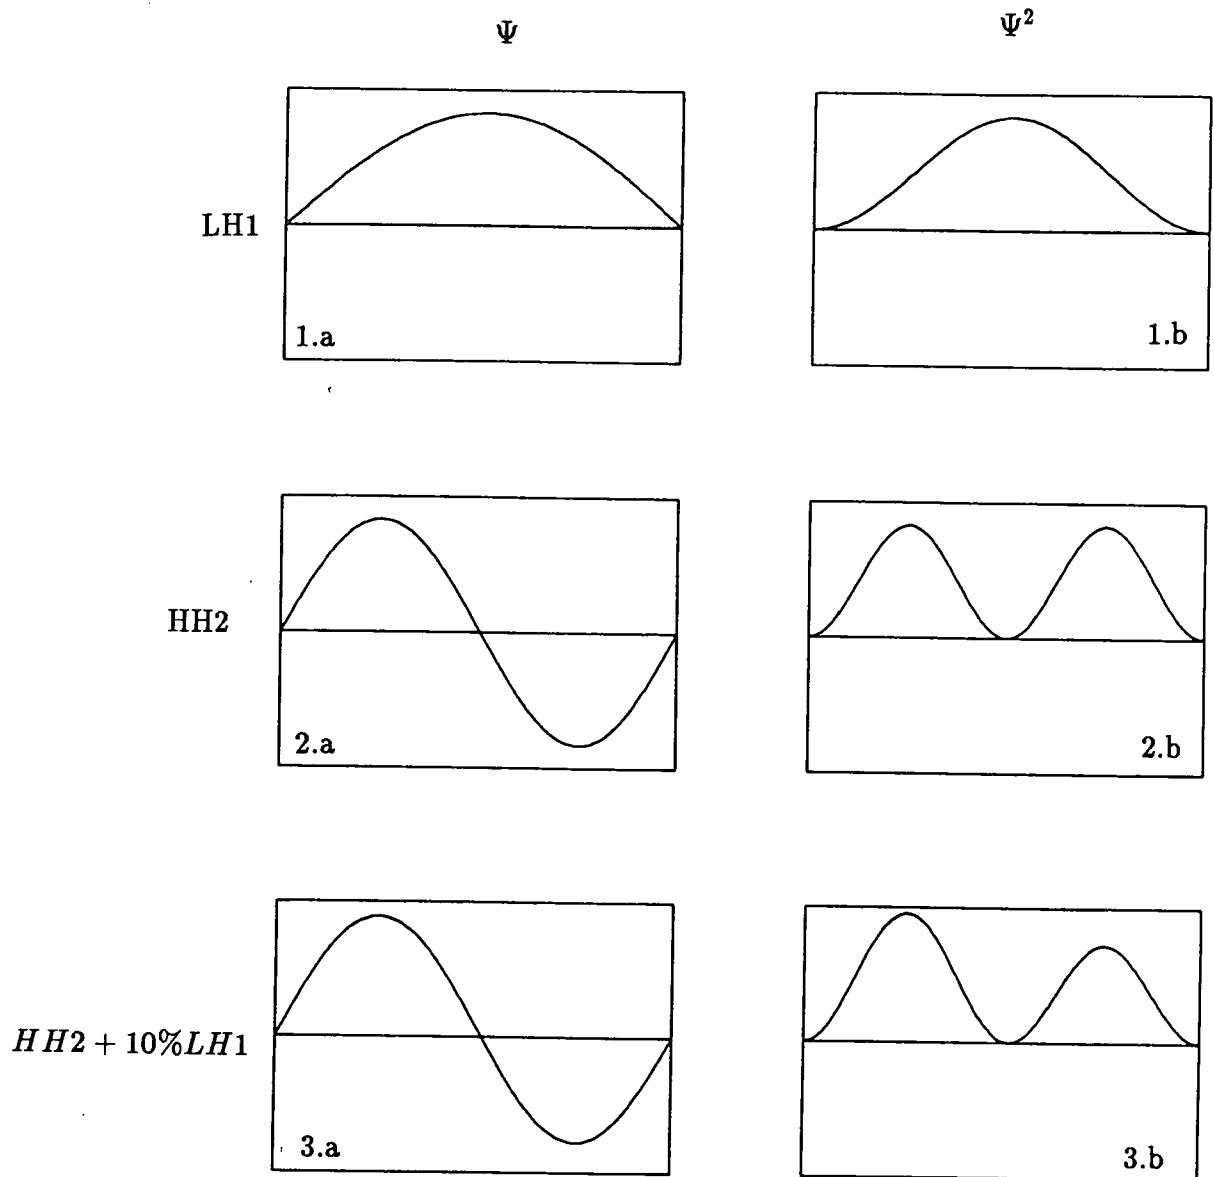 Ψ Ψ²
LH1
1.a 1.b
HH2
2.a 2.b
HH2 + 10%LH1
3.a 3.b